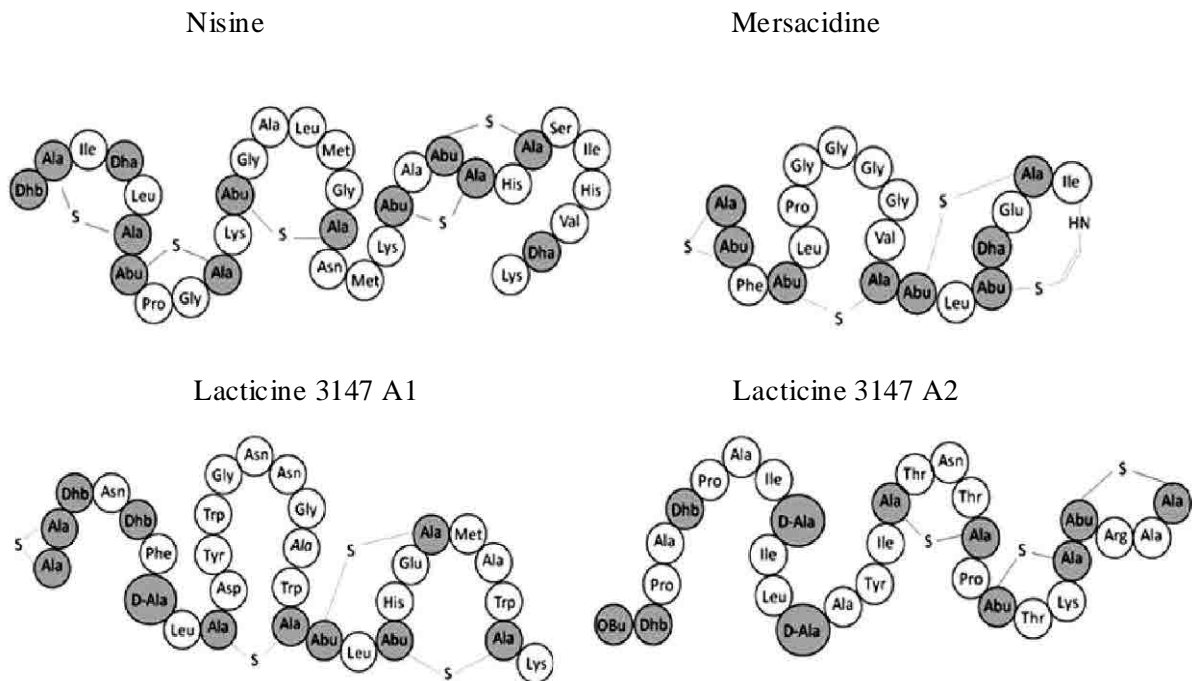 Nisine
Dhb Ala Ile Dha Leu Ala Abu Pro Gly Ala Lys Abu Gly Ala Leu Met Gly Ala Asn Met Lys Abu Ala Abu Ala His Ala Ser Ile His Val Dha Lys
S S S S S
Mersacidine
Ala Abu Phe Abu Leu Pro Gly Gly Gly Gly Val Ala Abu Leu Abu Dha Glu Ala Ile HN
S S S S
Lacticine 3147 A1
Ala Ala Dhb Asn Dhb Phe D-Ala Leu Ala Asp Tyr Trp Gly Asn Asn Gly Ala Trp Ala Abu Leu Abu His Glu Ala Met Ala Trp Ala Lys
S S S S
Lacticine 3147 A2
OBu Dhb Pro Ala Dhb Pro Ala Ile D-Ala Ile Leu D-Ala Ala Tyr Ile Ala Thr Asn Thr Ala Pro Abu Thr Lys Ala Abu Arg Ala Ala
S S S